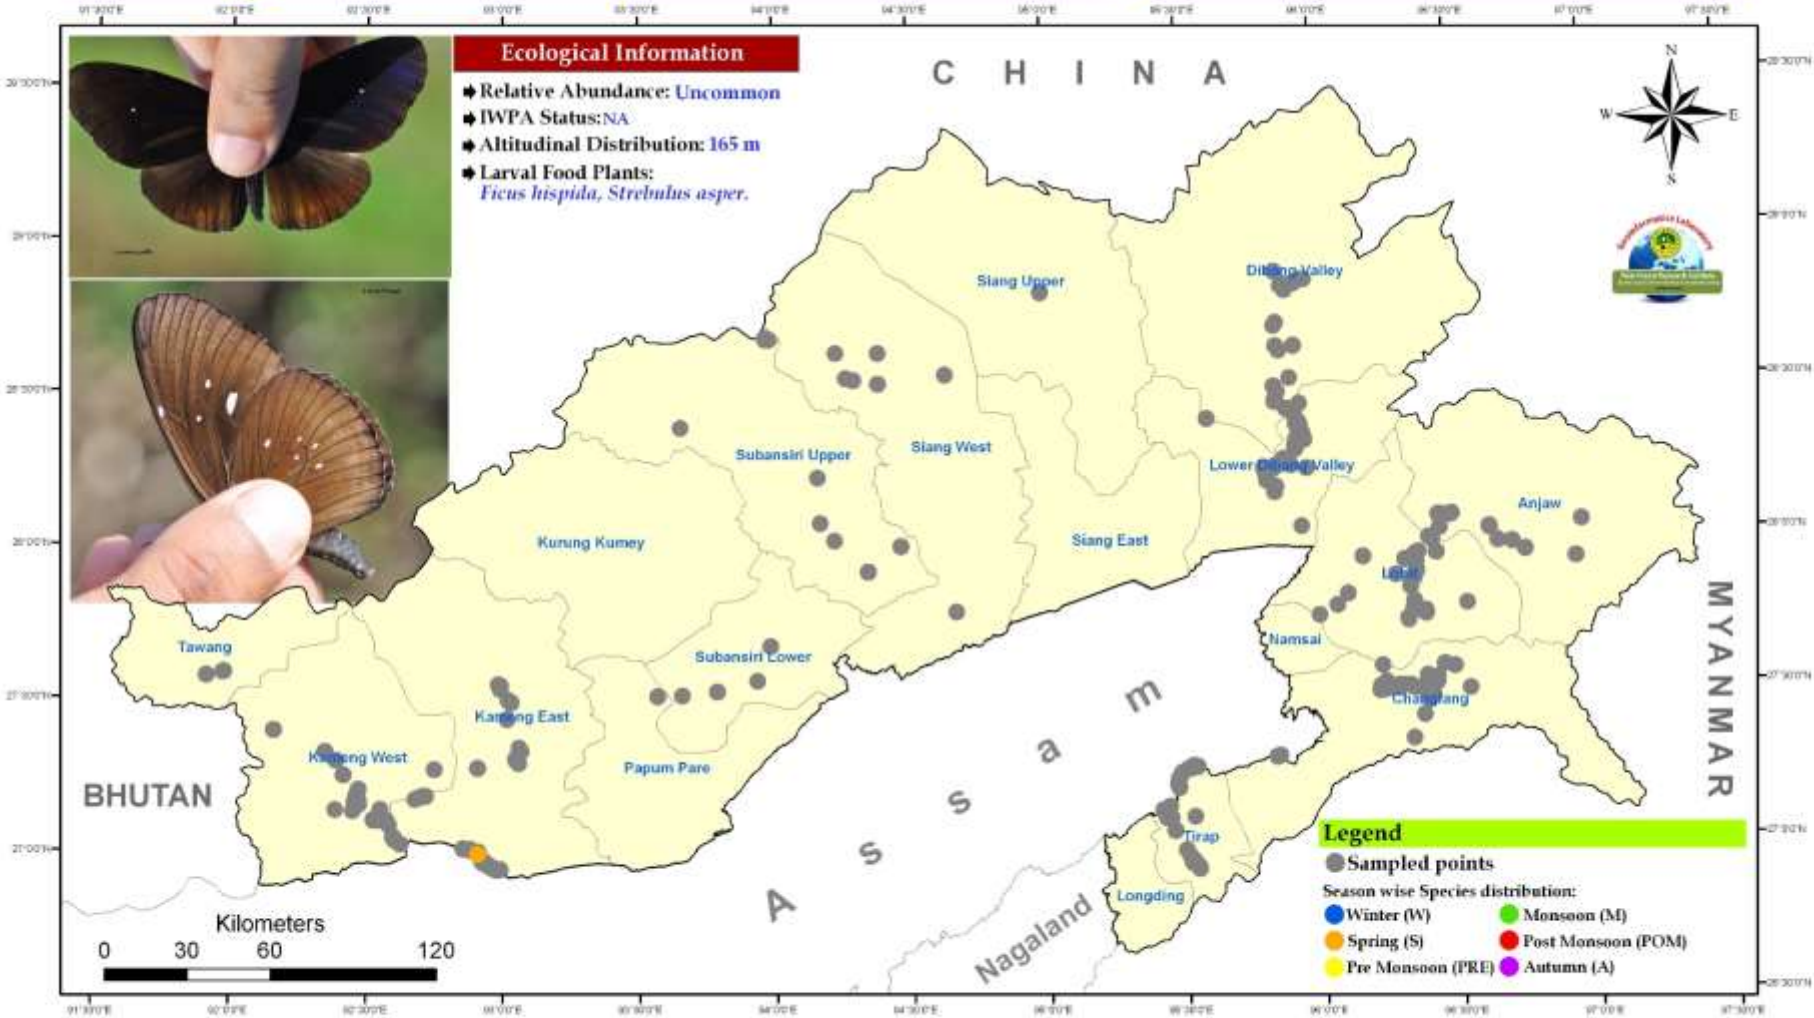 Ecological Information
Relative Abundance: Uncommon
IWPA Status: NA
Altitudinal Distribution: 165 m
Larval Food Plants:
Ficus hispida, Strebulus asper.
C H I N A
N
W E
S
Siang Upper
Dibang Valley
Subansiri Upper
Siang West
Lower Dibang Valley
Anjaw
Kurung Kumey
Siang East
Lohit
Tawang
Subansiri Lower
Namsai
MYANMAR
Kameng East
Changlang
Kameng West
Papum Pare
BHUTAN
Assam
Tirap
Longding
Nagaland
Kilometers
0 30 60 120
Legend
Sampled points
Season wise Species distribution:
Winter (W) Monsoon (M)
Spring (S) Post Monsoon (POM)
Pre Monsoon (PRE) Autumn (A)